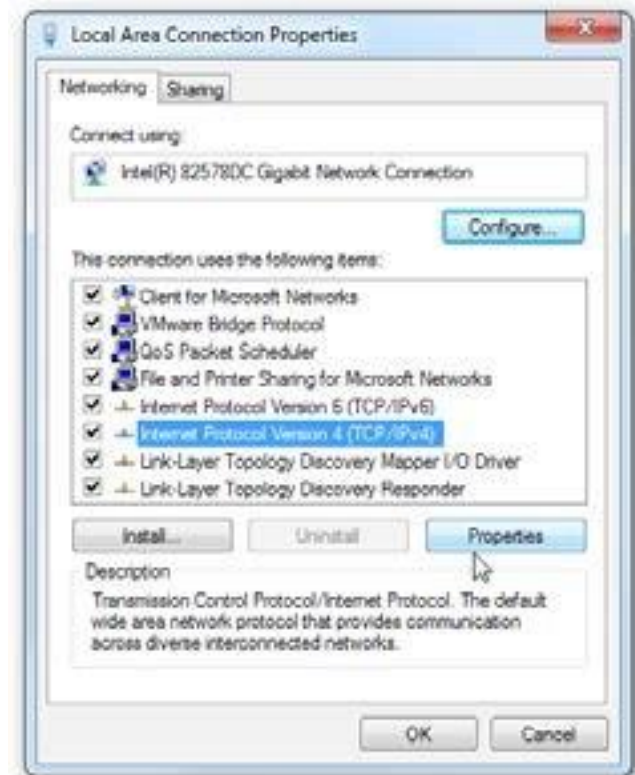 Local Area Connection Properties
Networking
Sharing
Connect using:
Intel(R) 82578DC Gigabit Network Connection
Configure...
This connection uses the following items:
Client for Microsoft Networks
VMware Bridge Protocol
QoS Packet Scheduler
File and Printer Sharing for Microsoft Networks
Internet Protocol Version 6 (TCP/IPv6)
Internet Protocol Version 4 (TCP/IPv4)
Link-Layer Topology Discovery Mapper I/O Driver
Link-Layer Topology Discovery Responder
Install...
Uninstall
Properties
Description
Transmission Control Protocol/Internet Protocol. The default
wide area network protocol that provides communication
across diverse interconnected networks.
OK
Cancel